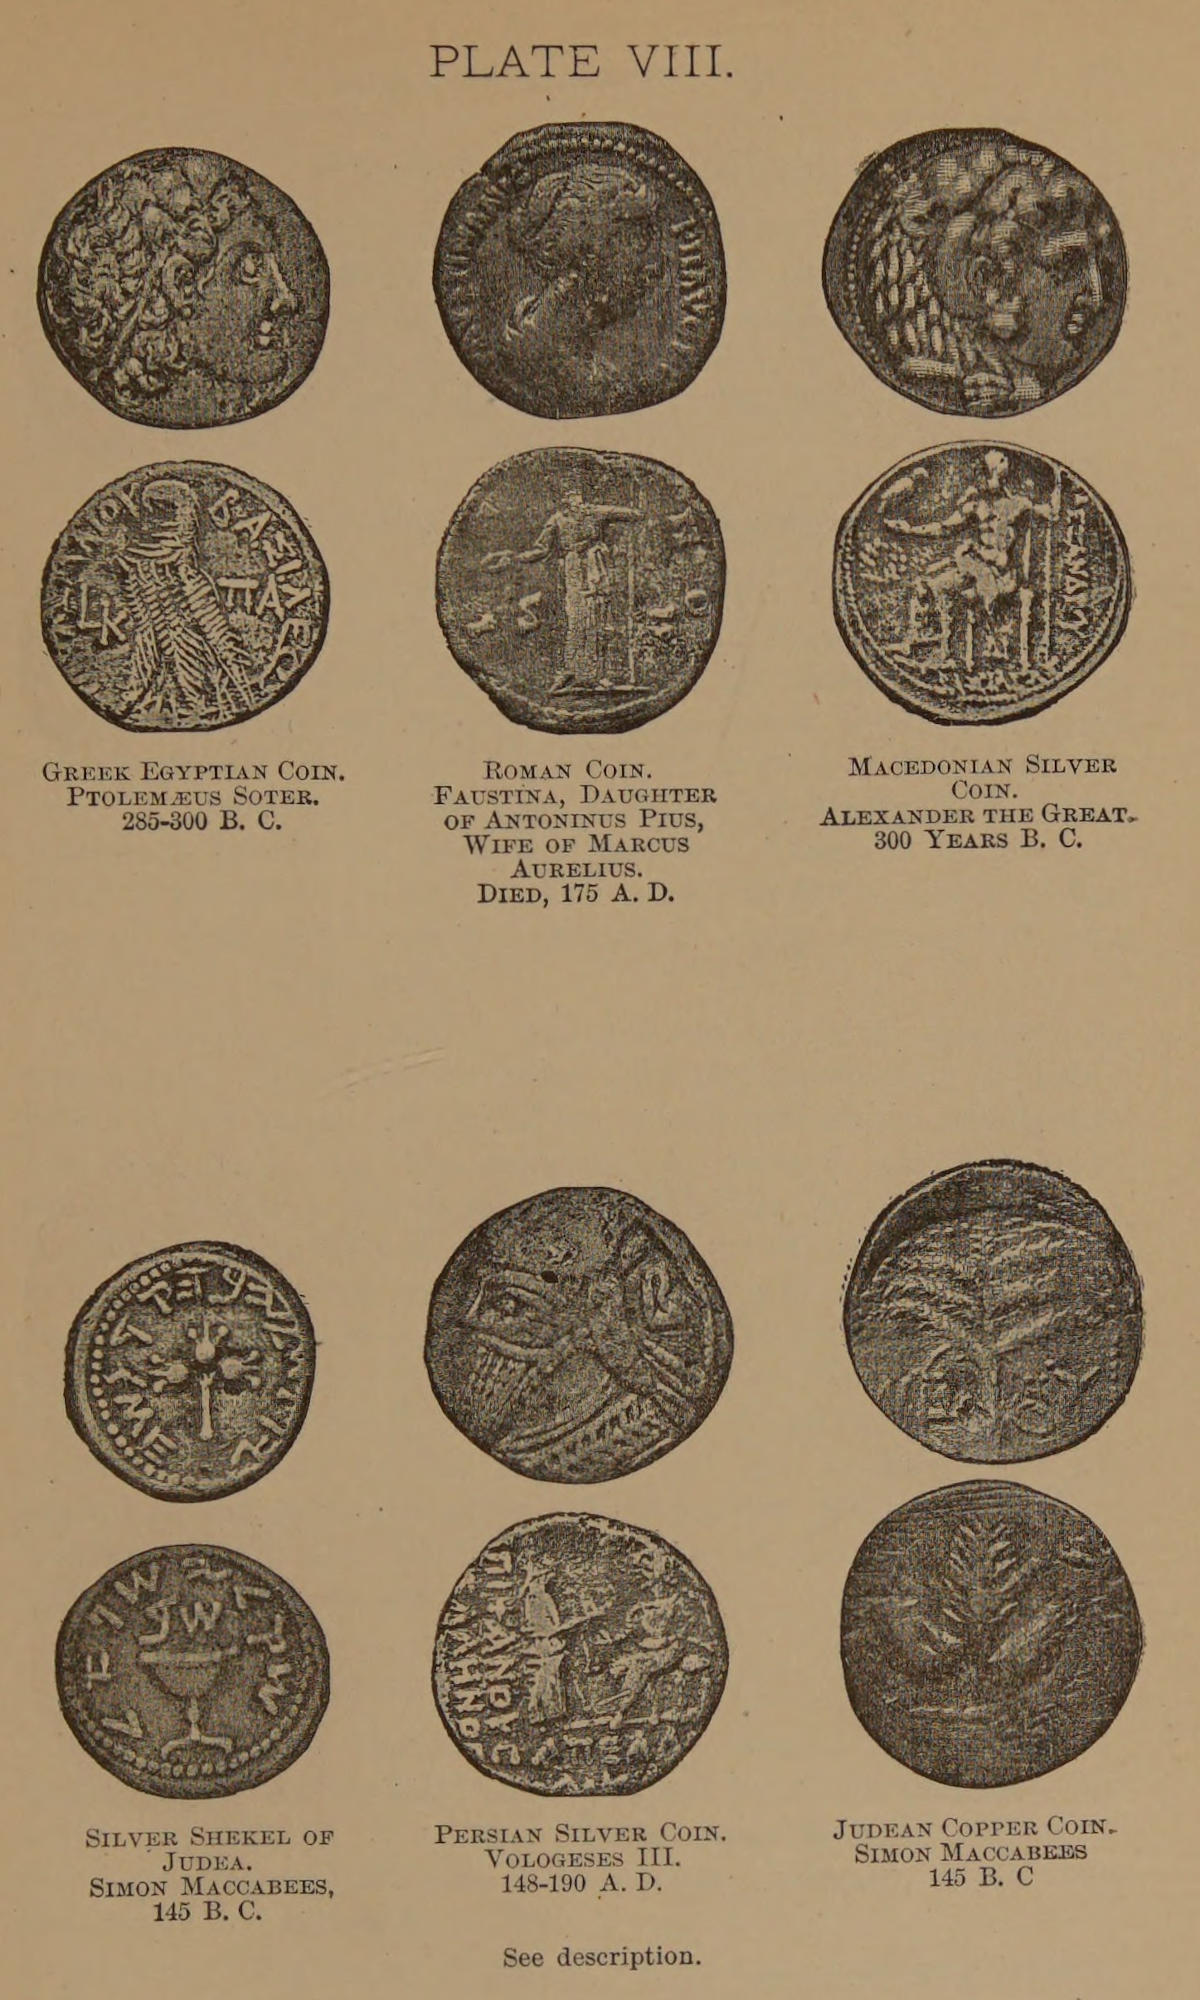 PLATE VIII.
GREEK EGYPTIAN COIN.
PTOLEMÆUS SOTER.
285-300 B. C.
ROMAN COIN.
FAUSTINA, DAUGHTER
OF ANTONINUS PIUS,
WIFE OF MARCUS
AURELIUS.
DIED, 175 A. D.
MACEDONIAN SILVER
COIN.
ALEXANDER THE GREAT.
300 YEARS B. C.
SILVER SHEKEL OF
JUDEA.
SIMON MACCABEES,
145 B. C.
PERSIAN SILVER COIN.
VOLOGESES III.
148-190 A. D.
JUDEAN COPPER COIN.
SIMON MACCABEES
145 B. C
See description.